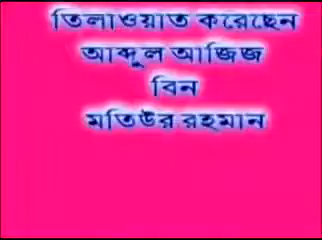 তিলাওয়াত করেছেন
আব্দুল আজিজ
বিন
মতিউর রহমান